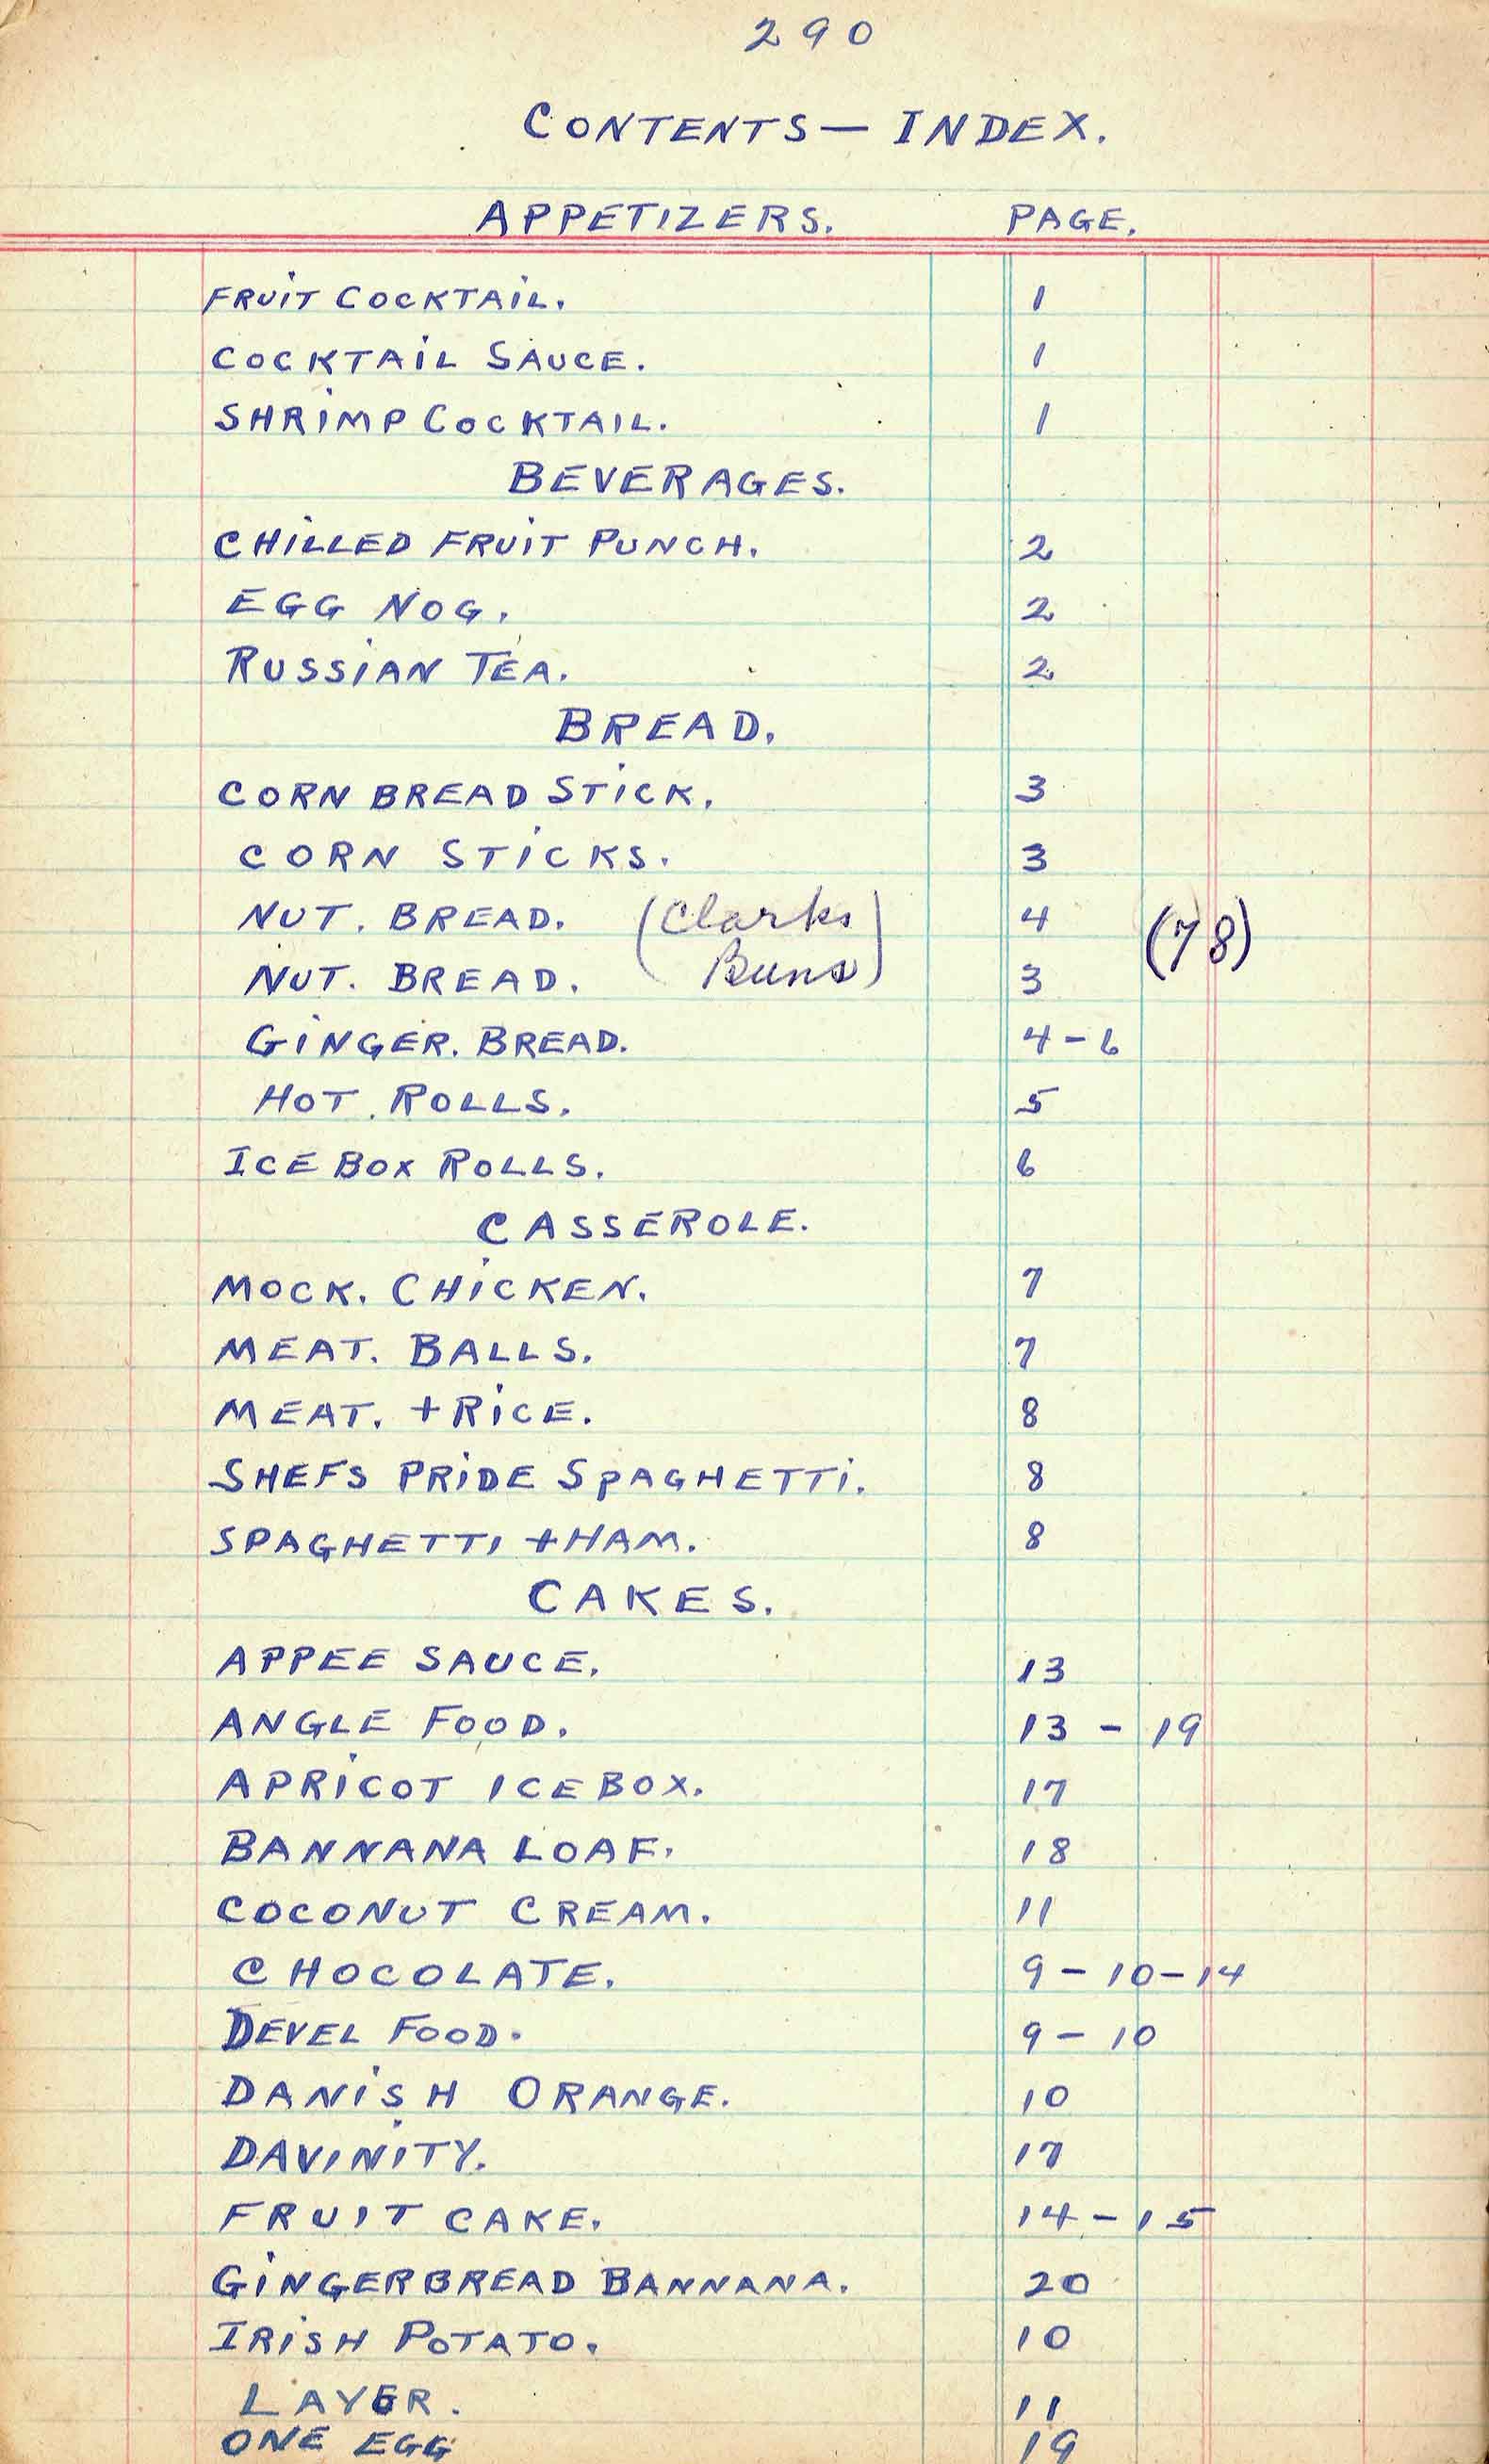 290
CONTENTS — INDEX.
APPETIZERS. PAGE.
FRUIT COCKTAIL. 1
COCKTAIL SAUCE. 1
SHRIMP COCKTAIL. 1
BEVERAGES.
CHILLED FRUIT PUNCH. 2
EGG NOG. 2
RUSSIAN TEA. 2
BREAD.
CORN BREAD STICK. 3
CORN STICKS. 3
NUT. BREAD. (Clarks 4 (78)
NUT. BREAD. Buns) 3
GINGER. BREAD. 4-6
HOT. ROLLS. 5
ICE BOX ROLLS. 6
CASSEROLE.
MOCK. CHICKEN. 7
MEAT. BALLS. 7
MEAT. + RICE. 8
SHEFS PRIDE SPAGHETTI. 8
SPAGHETTI + HAM. 8
CAKES.
APPEE SAUCE. 13
ANGLE FOOD. 13 - 19
APRICOT ICE BOX. 17
BANNANA LOAF. 18
COCONUT CREAM. 11
CHOCOLATE. 9-10-14
DEVEL FOOD. 9-10
DANISH ORANGE. 10
DAVINITY. 17
FRUIT CAKE. 14-15
GINGERBREAD BANNANA. 20
IRISH POTATO. 10
LAYER. 11
ONE EGG 19